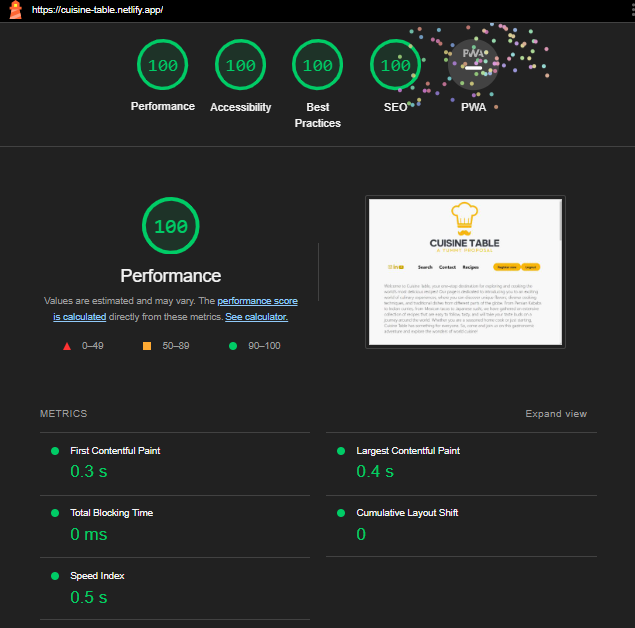 https://cuisine-table.netlify.app/
100
100
100
100
PWA
Performance
Accessibility
Best
Practices
SEO
PWA
100
Performance
Values are estimated and may vary. The performance score
is calculated directly from these metrics. See calculator.
0–49
50–89
90–100
CUISINE TABLE
Search Contact Recipes
Register now Logout
METRICS
Expand view
First Contentful Paint
0.3 s
Largest Contentful Paint
0.4 s
Total Blocking Time
0 ms
Cumulative Layout Shift
0
Speed Index
0.5 s